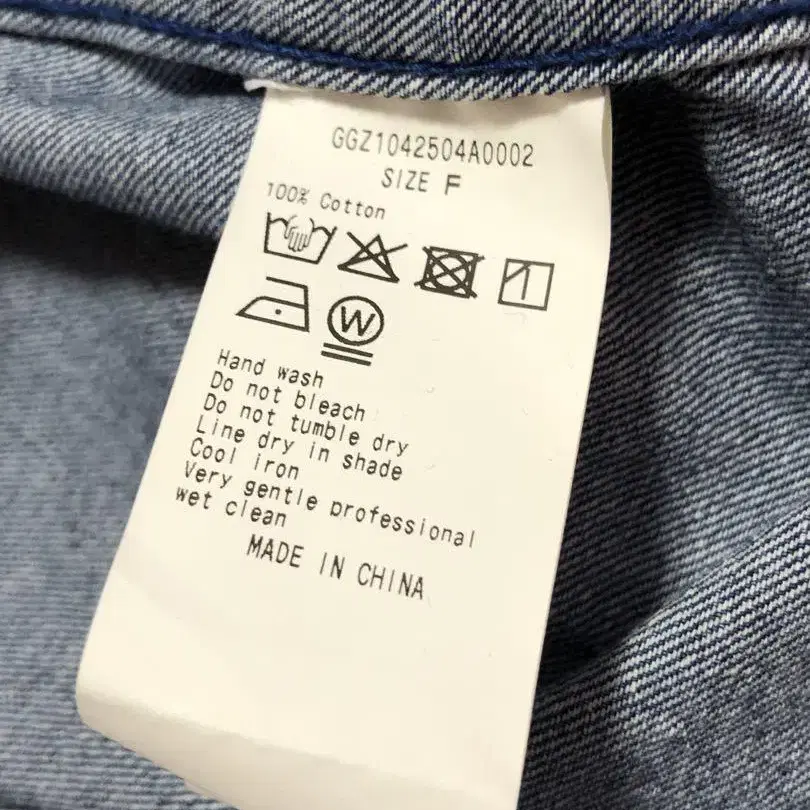 GGZ1042504A0002
SIZE F
100% Cotton
W
Hand wash
Do not bleach
Do not tumble dry
Line dry in shade
Cool iron
Very gentle professional
wet clean
MADE IN CHINA